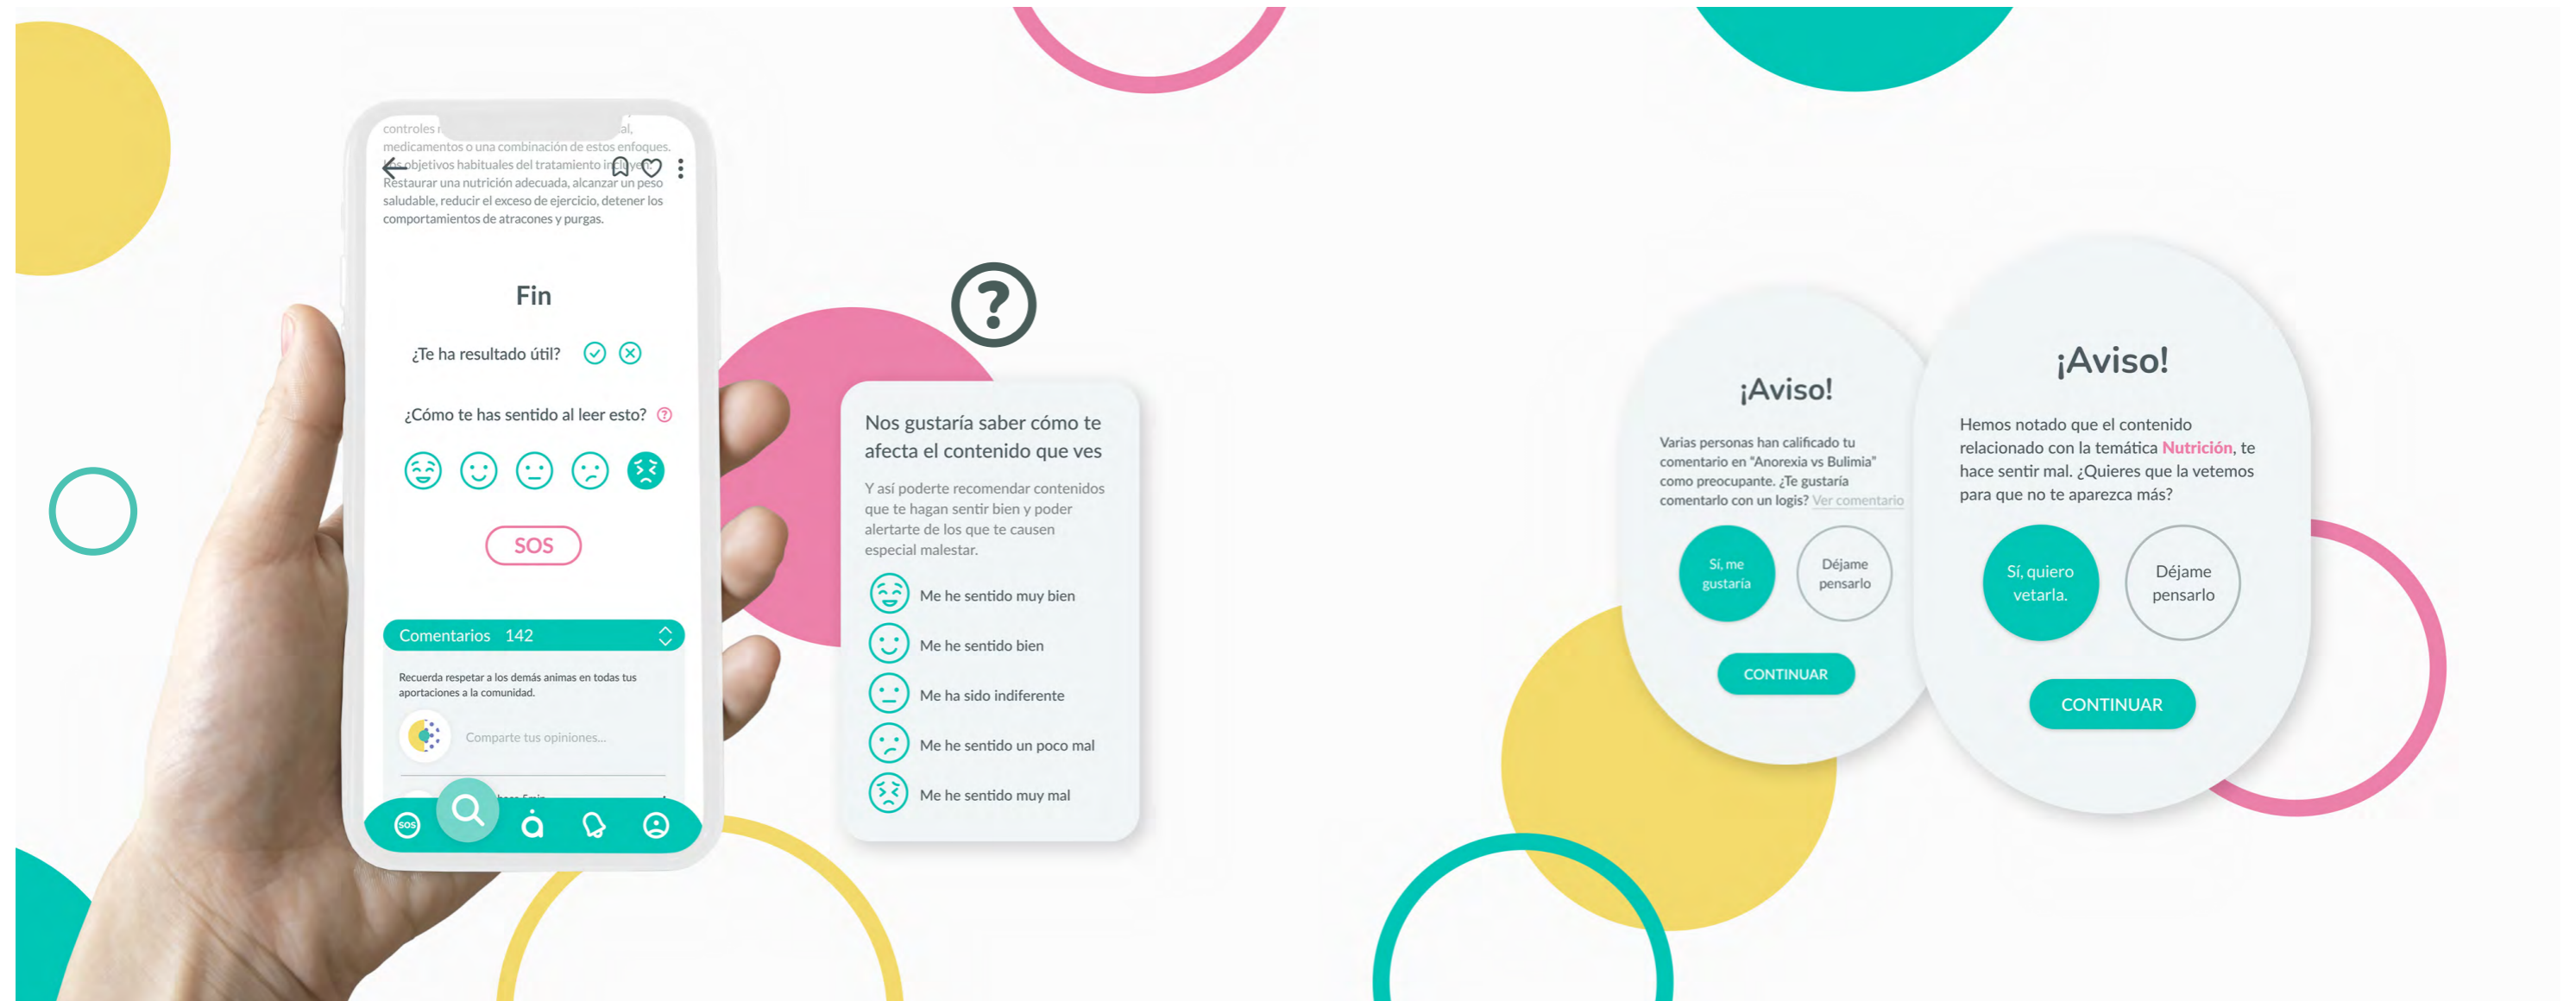 controles
al,
medicamentos o una combinación de estos enfoques.
Los objetivos habituales del tratamiento incluyen:
Restaurar una nutrición adecuada, alcanzar un peso
saludable, reducir el exceso de ejercicio, detener los
comportamientos de atracones y purgas.
Fin
¿Te ha resultado útil?
¿Cómo te has sentido al leer esto? ?
SOS
Comentarios 142
Recuerda respetar a los demás animas en todas tus
aportaciones a la comunidad.
Comparte tus opiniones...
SOS
?
Nos gustaría saber cómo te
afecta el contenido que ves
Y así poderte recomendar contenidos
que te hagan sentir bien y poder
alertarte de los que te causen
especial malestar.
Me he sentido muy bien
Me he sentido bien
Me ha sido indiferente
Me he sentido un poco mal
Me he sentido muy mal
¡Aviso!
Varias personas han calificado tu
comentario en "Anorexia vs Bulimia"
como preocupante. ¿Te gustaría
comentarlo con un logis? Ver comentario
Sí, me
gustaría
Déjame
pensarlo
CONTINUAR
¡Aviso!
Hemos notado que el contenido
relacionado con la temática Nutrición, te
hace sentir mal. ¿Quieres que la vetemos
para que no te aparezca más?
Sí, quiero
vetarla.
Déjame
pensarlo
CONTINUAR